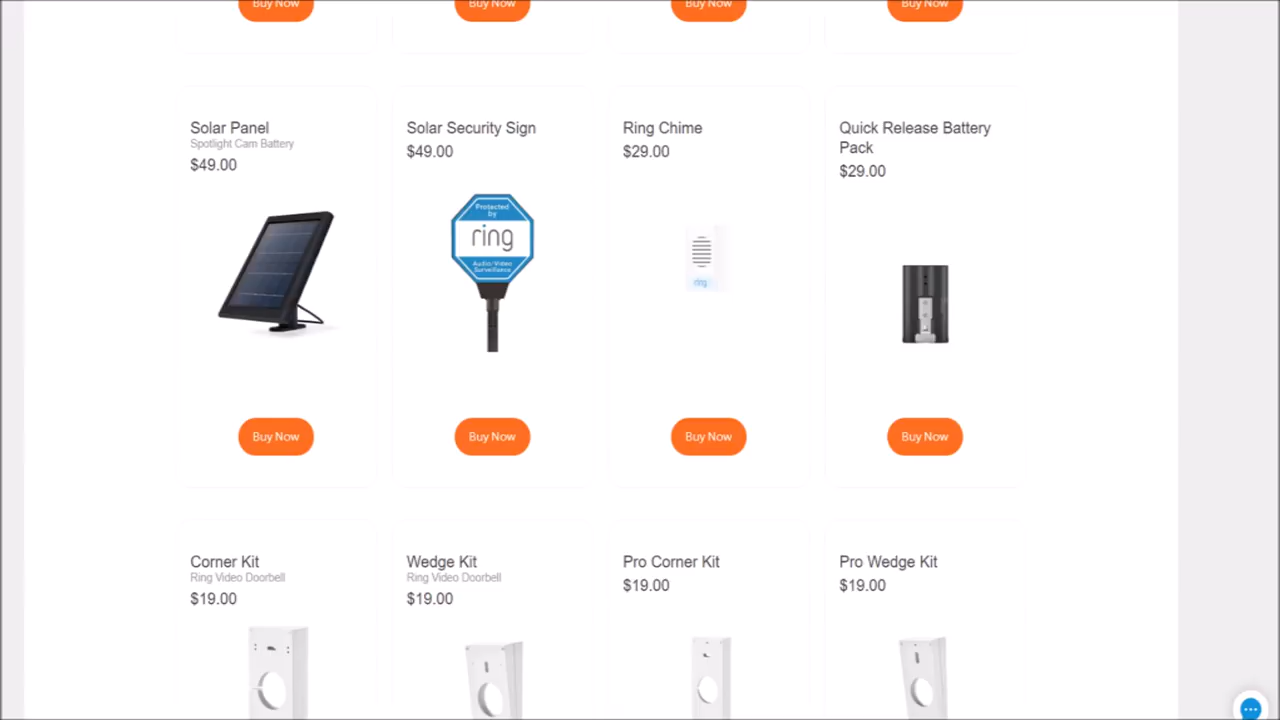 Buy Now
Buy Now
Buy Now
Buy Now
Solar Panel
Spotlight Cam Battery
$49.00
Protected
by
ring
Audio/Video
Surveillance
Buy Now
Solar Security Sign
$49.00
Buy Now
Ring Chime
$29.00
ring
Buy Now
Quick Release Battery
Pack
$29.00
Buy Now
Corner Kit
Ring Video Doorbell
$19.00
Wedge Kit
Ring Video Doorbell
$19.00
Pro Corner Kit
$19.00
Pro Wedge Kit
$19.00